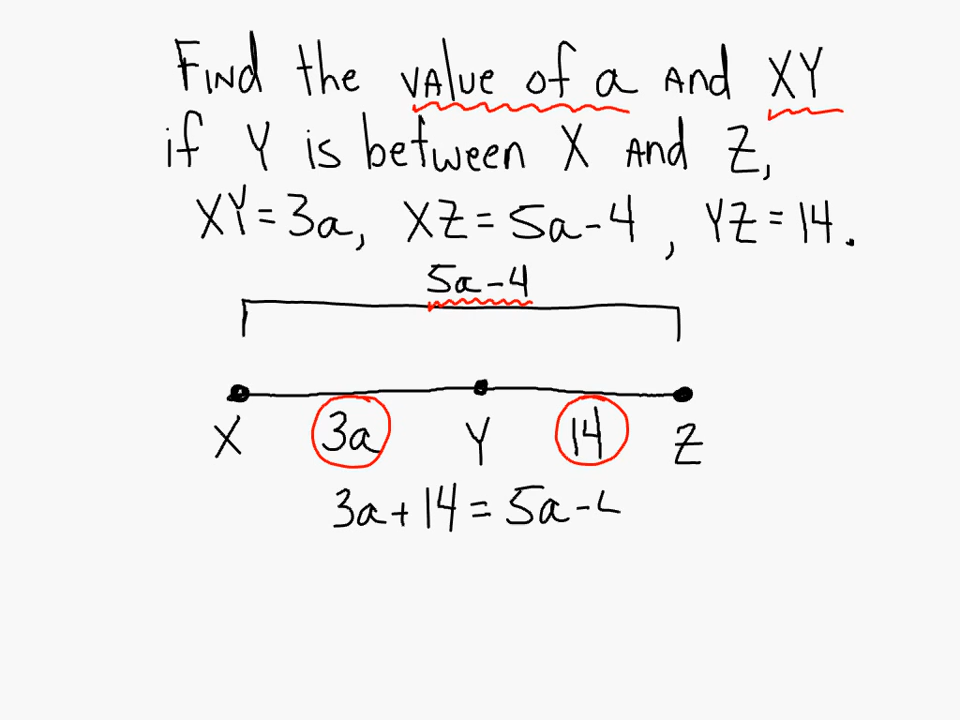 Find the value of a and XY
if Y is between X and Z,
XY=3a, XZ=5a-4, YZ=14.
5a-4
X 3a Y 14 Z
3a+14=5a-